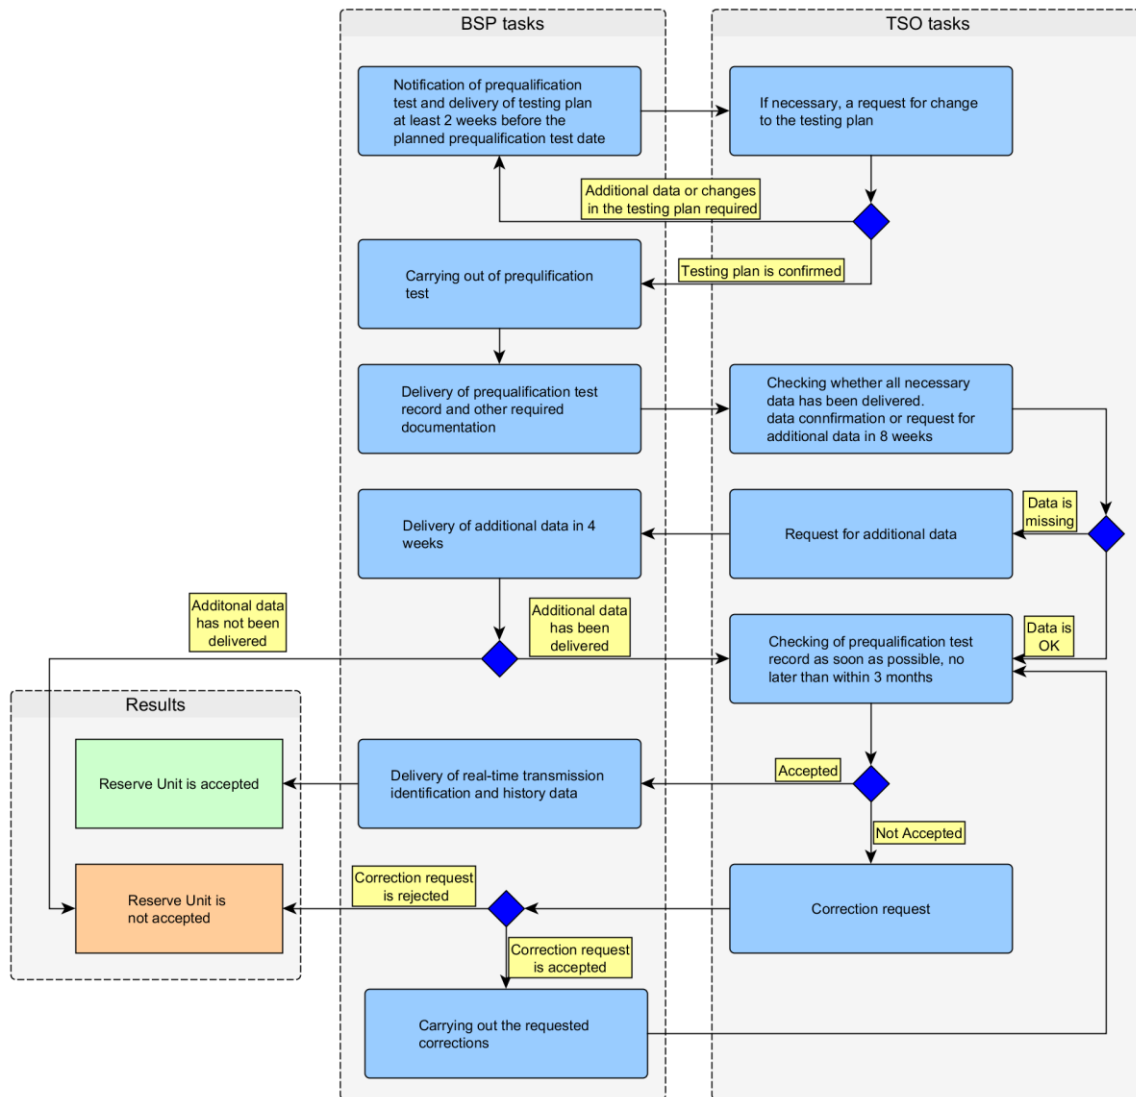 BSP tasks
TSO tasks
Notification of prequalification
test and delivery of testing plan
at least 2 weeks before the
planned prequalification test date
If necessary, a request for change
to the testing plan
Additional data or changes
in the testing plan required
Testing plan is confirmed
Carrying out of prequlification
test
Delivery of prequalification test
record and other required
documentation
Checking whether all necessary
data has been delivered.
data connfirmation or request for
additional data in 8 weeks
Data is
missing
Delivery of additional data in 4
weeks
Request for additional data
Additonal data
has not been
delivered
Additional data
has been
delivered
Data is
OK
Checking of prequalification test
record as soon as possible, no
later than within 3 months
Results
Reserve Unit is accepted
Delivery of real-time transmission
identification and history data
Accepted
Not Accepted
Reserve Unit is
not accepted
Correction request
is rejected
Correction request
Correction request
is accepted
Carrying out the requested
corrections